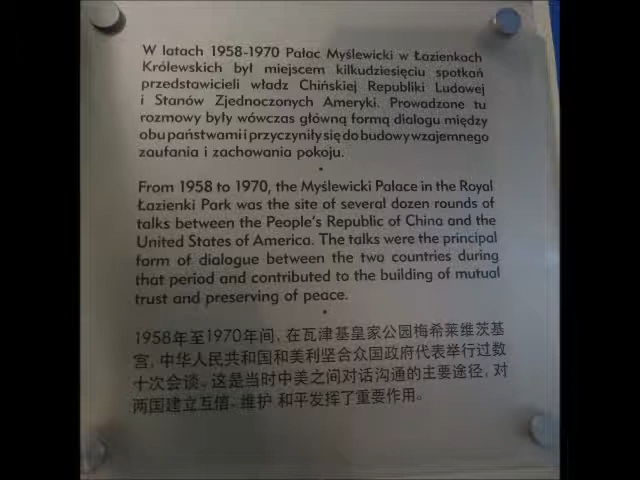 W latach 1958-1970 Pałac Myślewicki w Łazienkach
Królewskich był miejscem kilkudziesięciu spotkań
przedstawicieli władz Chińskiej Republiki Ludowej
i Stanów Zjednoczonych Ameryki. Prowadzone tu
rozmowy były wówczas główną formą dialogu między
obu państwami i przyczyniły się do budowy wzajemnego
zaufania i zachowania pokoju.
•
From 1958 to 1970, the Myślewicki Palace in the Royal
Łazienki Park was the site of several dozen rounds of
talks between the People's Republic of China and the
United States of America. The talks were the principal
form of dialogue between the two countries during
that period and contributed to the building of mutual
trust and preserving of peace.
•
1958年至1970年间, 在瓦津基皇家公园梅希莱维茨基
宫, 中华人民共和国和美利坚合众国政府代表举行过数
十次会谈。这是当时中美之间对话沟通的主要途径, 对
两国建立互信、维护 和平发挥了重要作用。